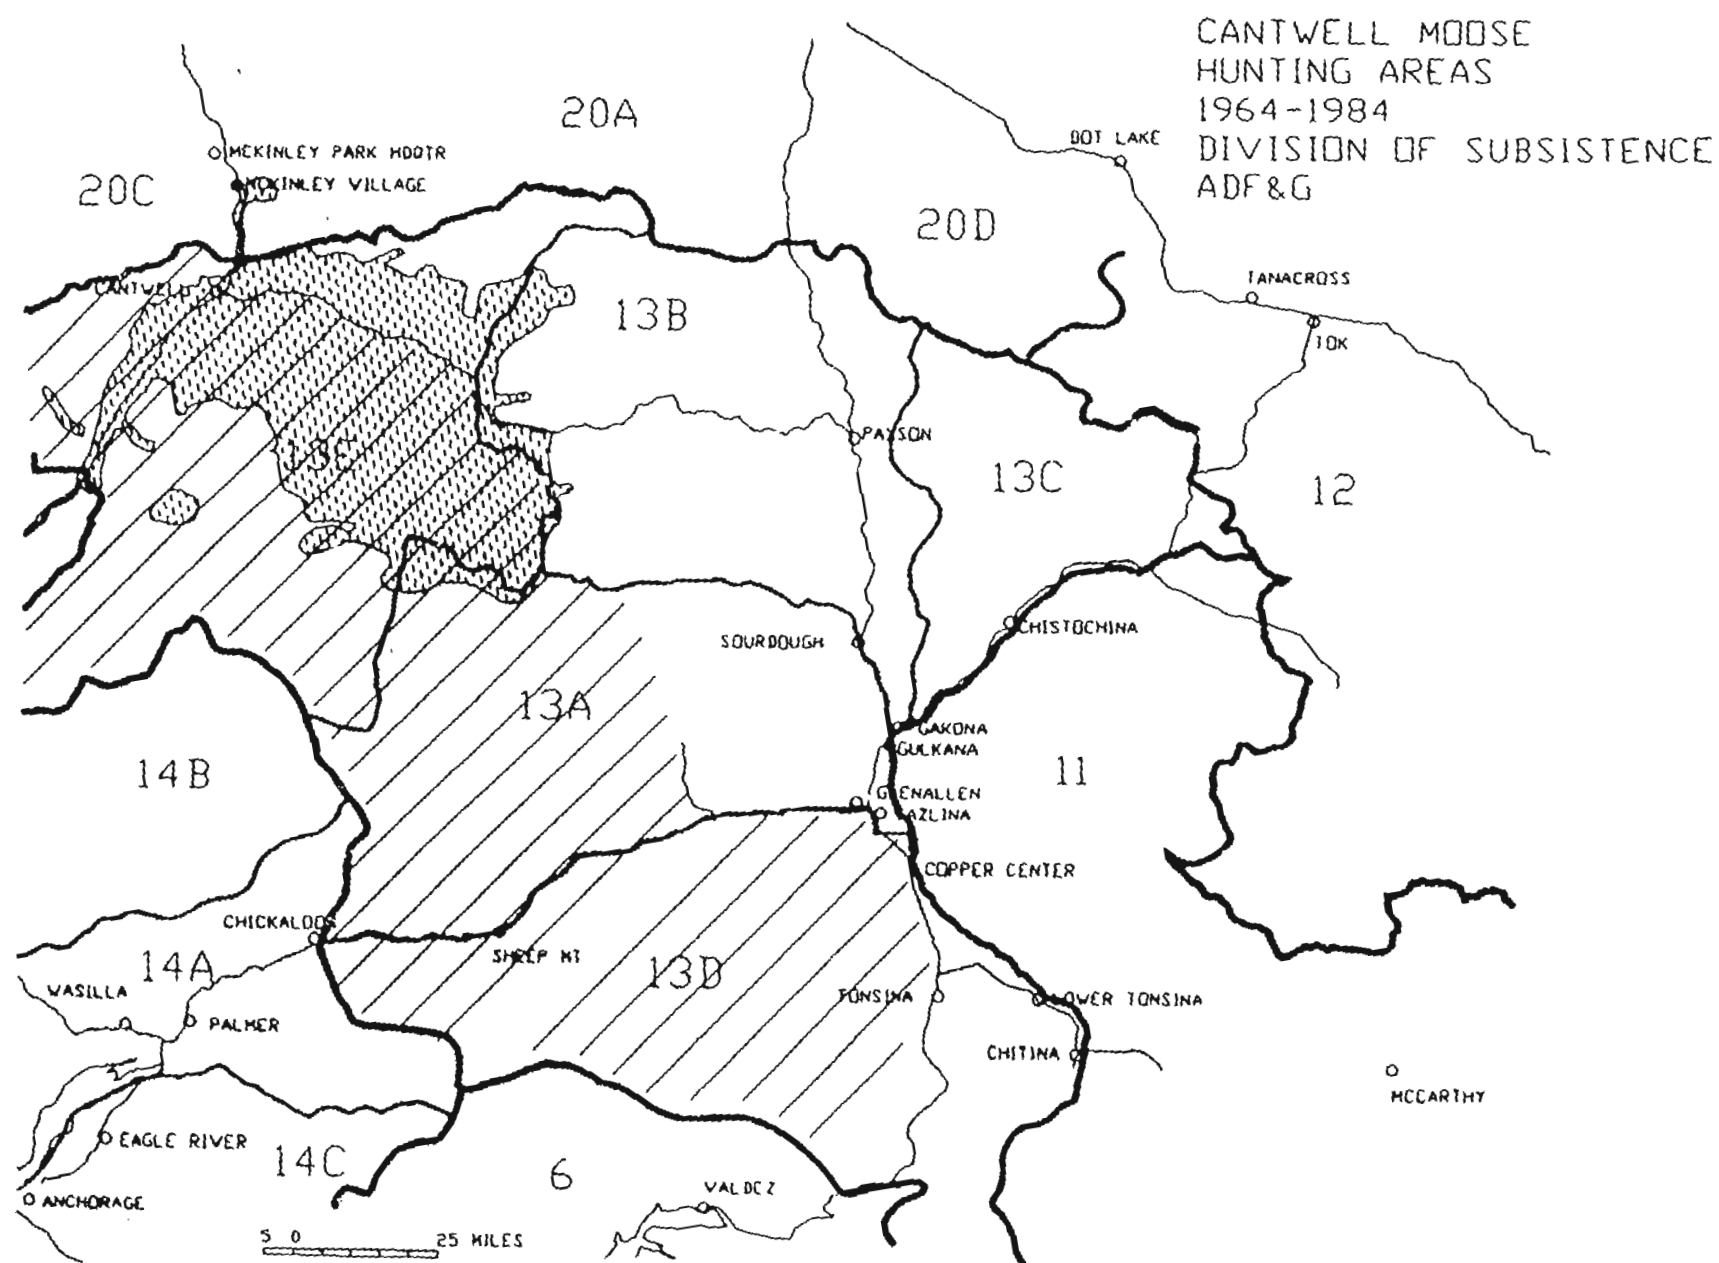 CANTWELL MOOSE
HUNTING AREAS
1964-1984
DIVISION OF SUBSISTENCE
ADF&G
20A
DOT LAKE
MCKINLEY PARK HDQTR
MCKINLEY VILLAGE
20C
20D
CANTWELL
TANACROSS
13B
TOK
PAXSON
13E
13C
12
CHISTOCHINA
SOURDOUGH
13A
GAKONA
GULKANA
14B
11
GLENALLEN
TAZLINA
COPPER CENTER
CHICKALOOS
SHEEP MT
14A
13D
WASILLA
TONSINA
LOWER TONSINA
PALMER
CHITINA
MCCARTHY
EAGLE RIVER
14C
6
VALDEZ
ANCHORAGE
5 0 25 MILES